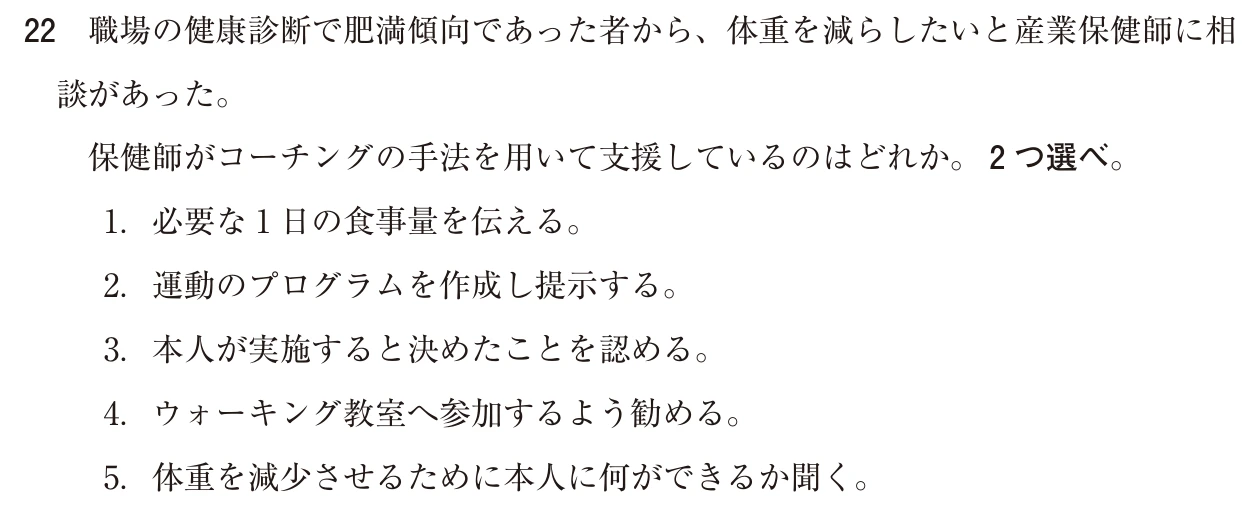 22 職場の健康診断で肥満傾向であった者から、体重を減らしたいと産業保健師に相
談があった。
保健師がコーチングの手法を用いて支援しているのはどれか。2つ選べ。
1. 必要な1日の食事量を伝える。
2. 運動のプログラムを作成し提示する。
3. 本人が実施すると決めたことを認める。
4. ウォーキング教室へ参加するよう勧める。
5. 体重を減少させるために本人に何ができるか聞く。